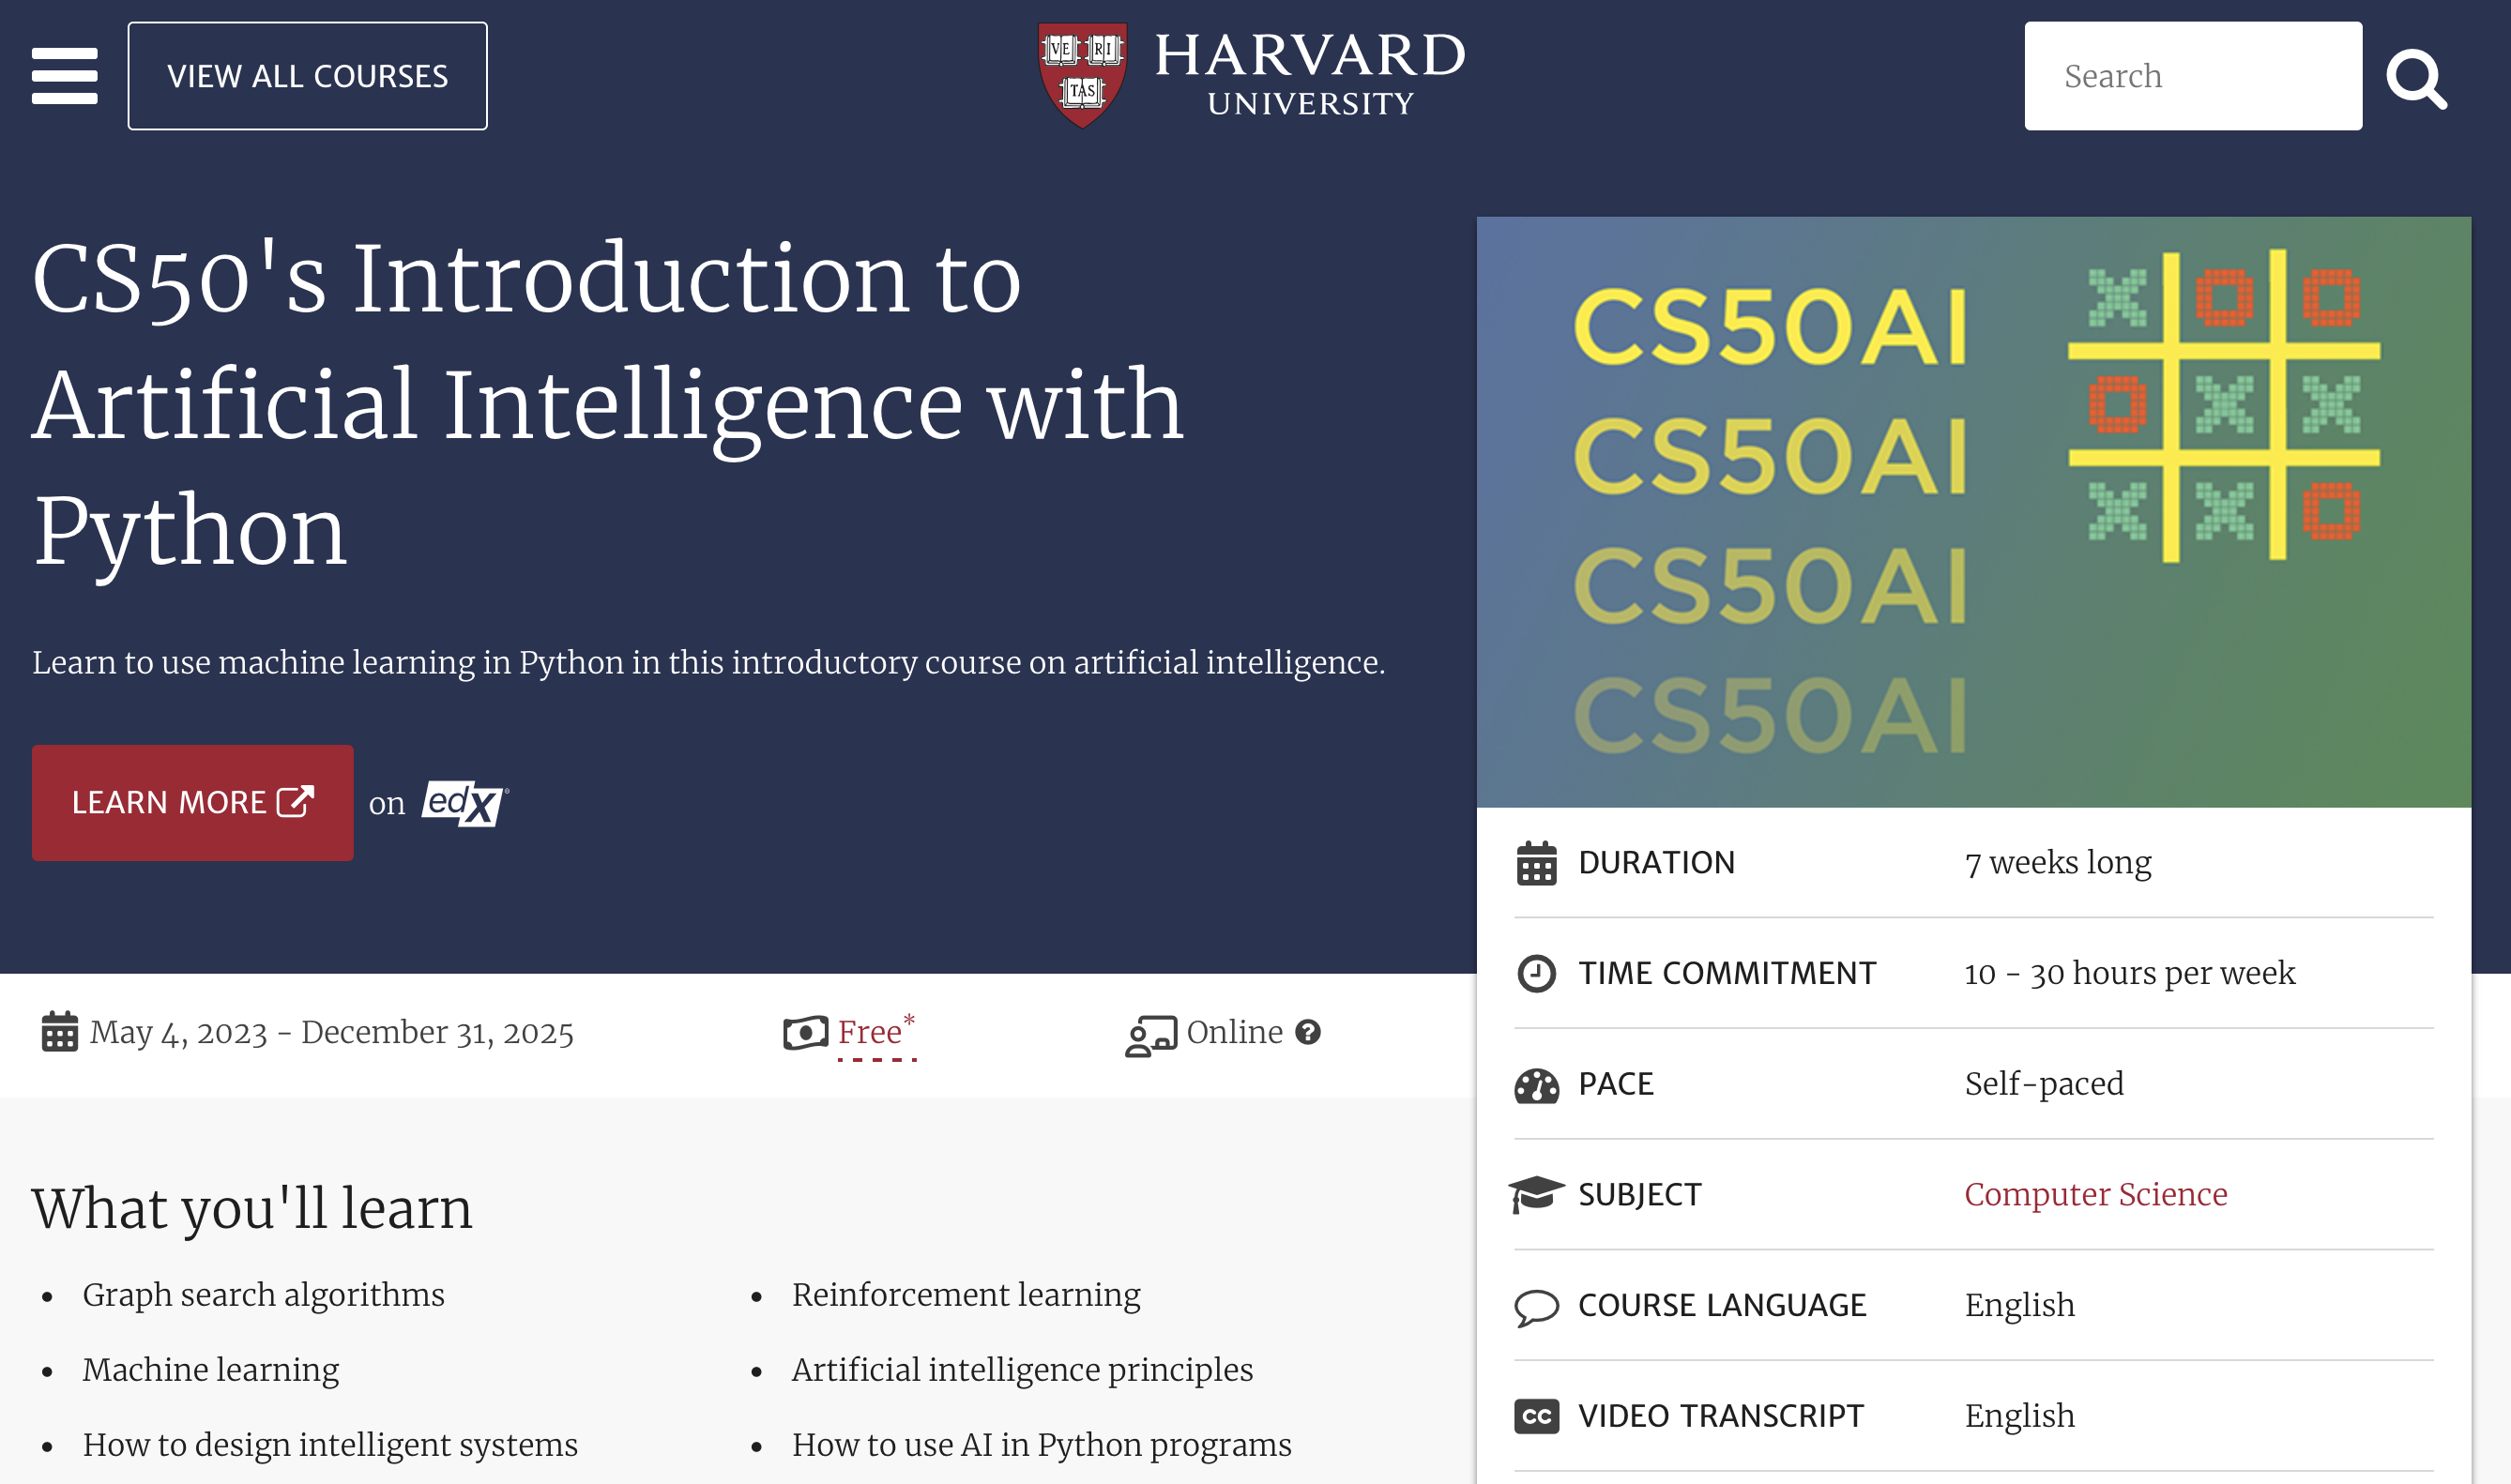 VIEW ALL COURSES
VE RI
TAS
HARVARD
UNIVERSITY
Search
CS50's Introduction to
Artificial Intelligence with
Python
Learn to use machine learning in Python in this introductory course on artificial intelligence.
LEARN MORE on edX®
CS50AI
CS50AI
CS50AI
CS50AI
X O O
O X X
X X O
DURATION 7 weeks long
TIME COMMITMENT 10 - 30 hours per week
PACE Self-paced
SUBJECT Computer Science
COURSE LANGUAGE English
CC VIDEO TRANSCRIPT English
May 4, 2023 - December 31, 2025 Free* Online ?
What you'll learn
• Graph search algorithms
• Machine learning
• How to design intelligent systems
• Reinforcement learning
• Artificial intelligence principles
• How to use AI in Python programs